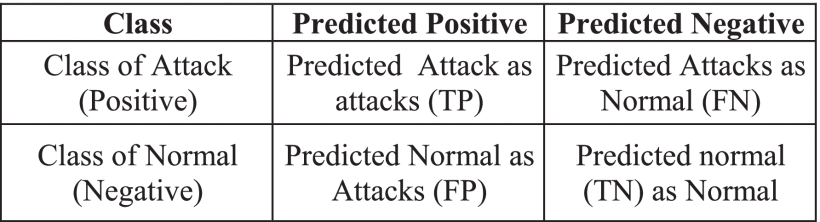 Class Predicted Positive Predicted Negative
Class of Attack Predicted Attack as Predicted Attacks as
(Positive) attacks (TP) Normal (FN)
Class of Normal Predicted Normal as Predicted normal
(Negative) Attacks (FP) (TN) as Normal